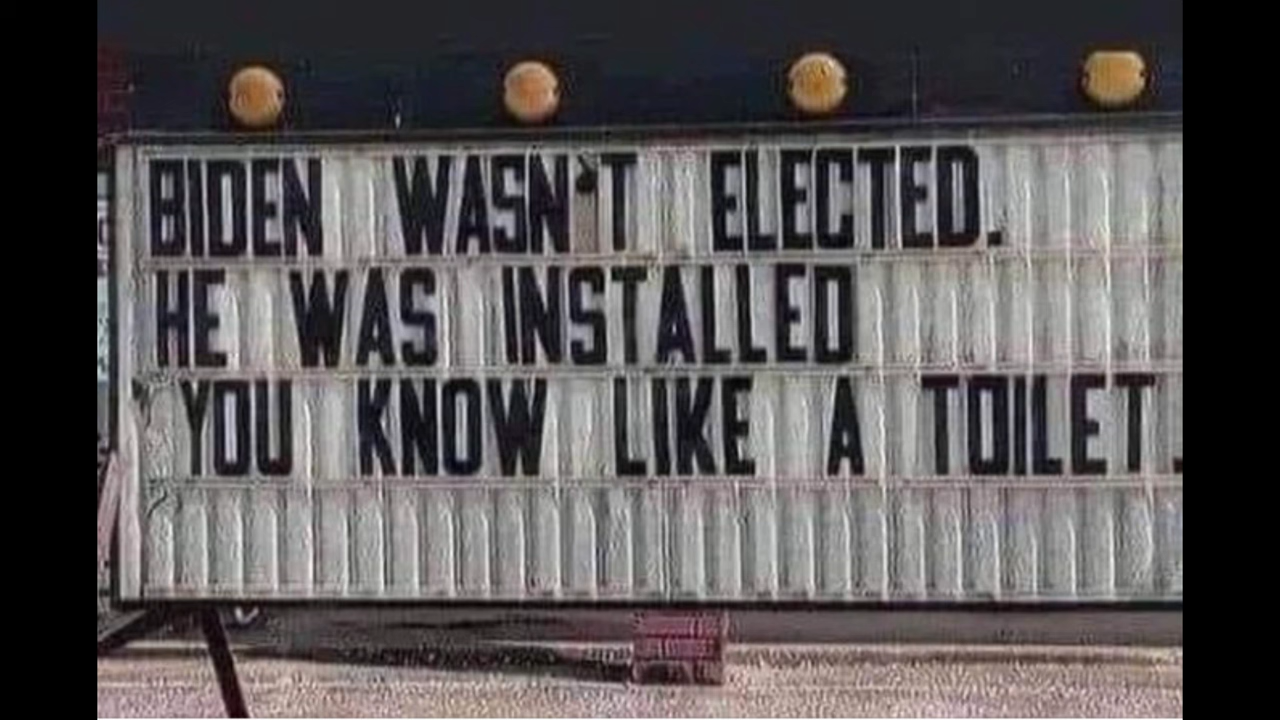 BIDEN WASN'T ELECTED.
HE WAS INSTALLED
YOU KNOW LIKE A TOILET.